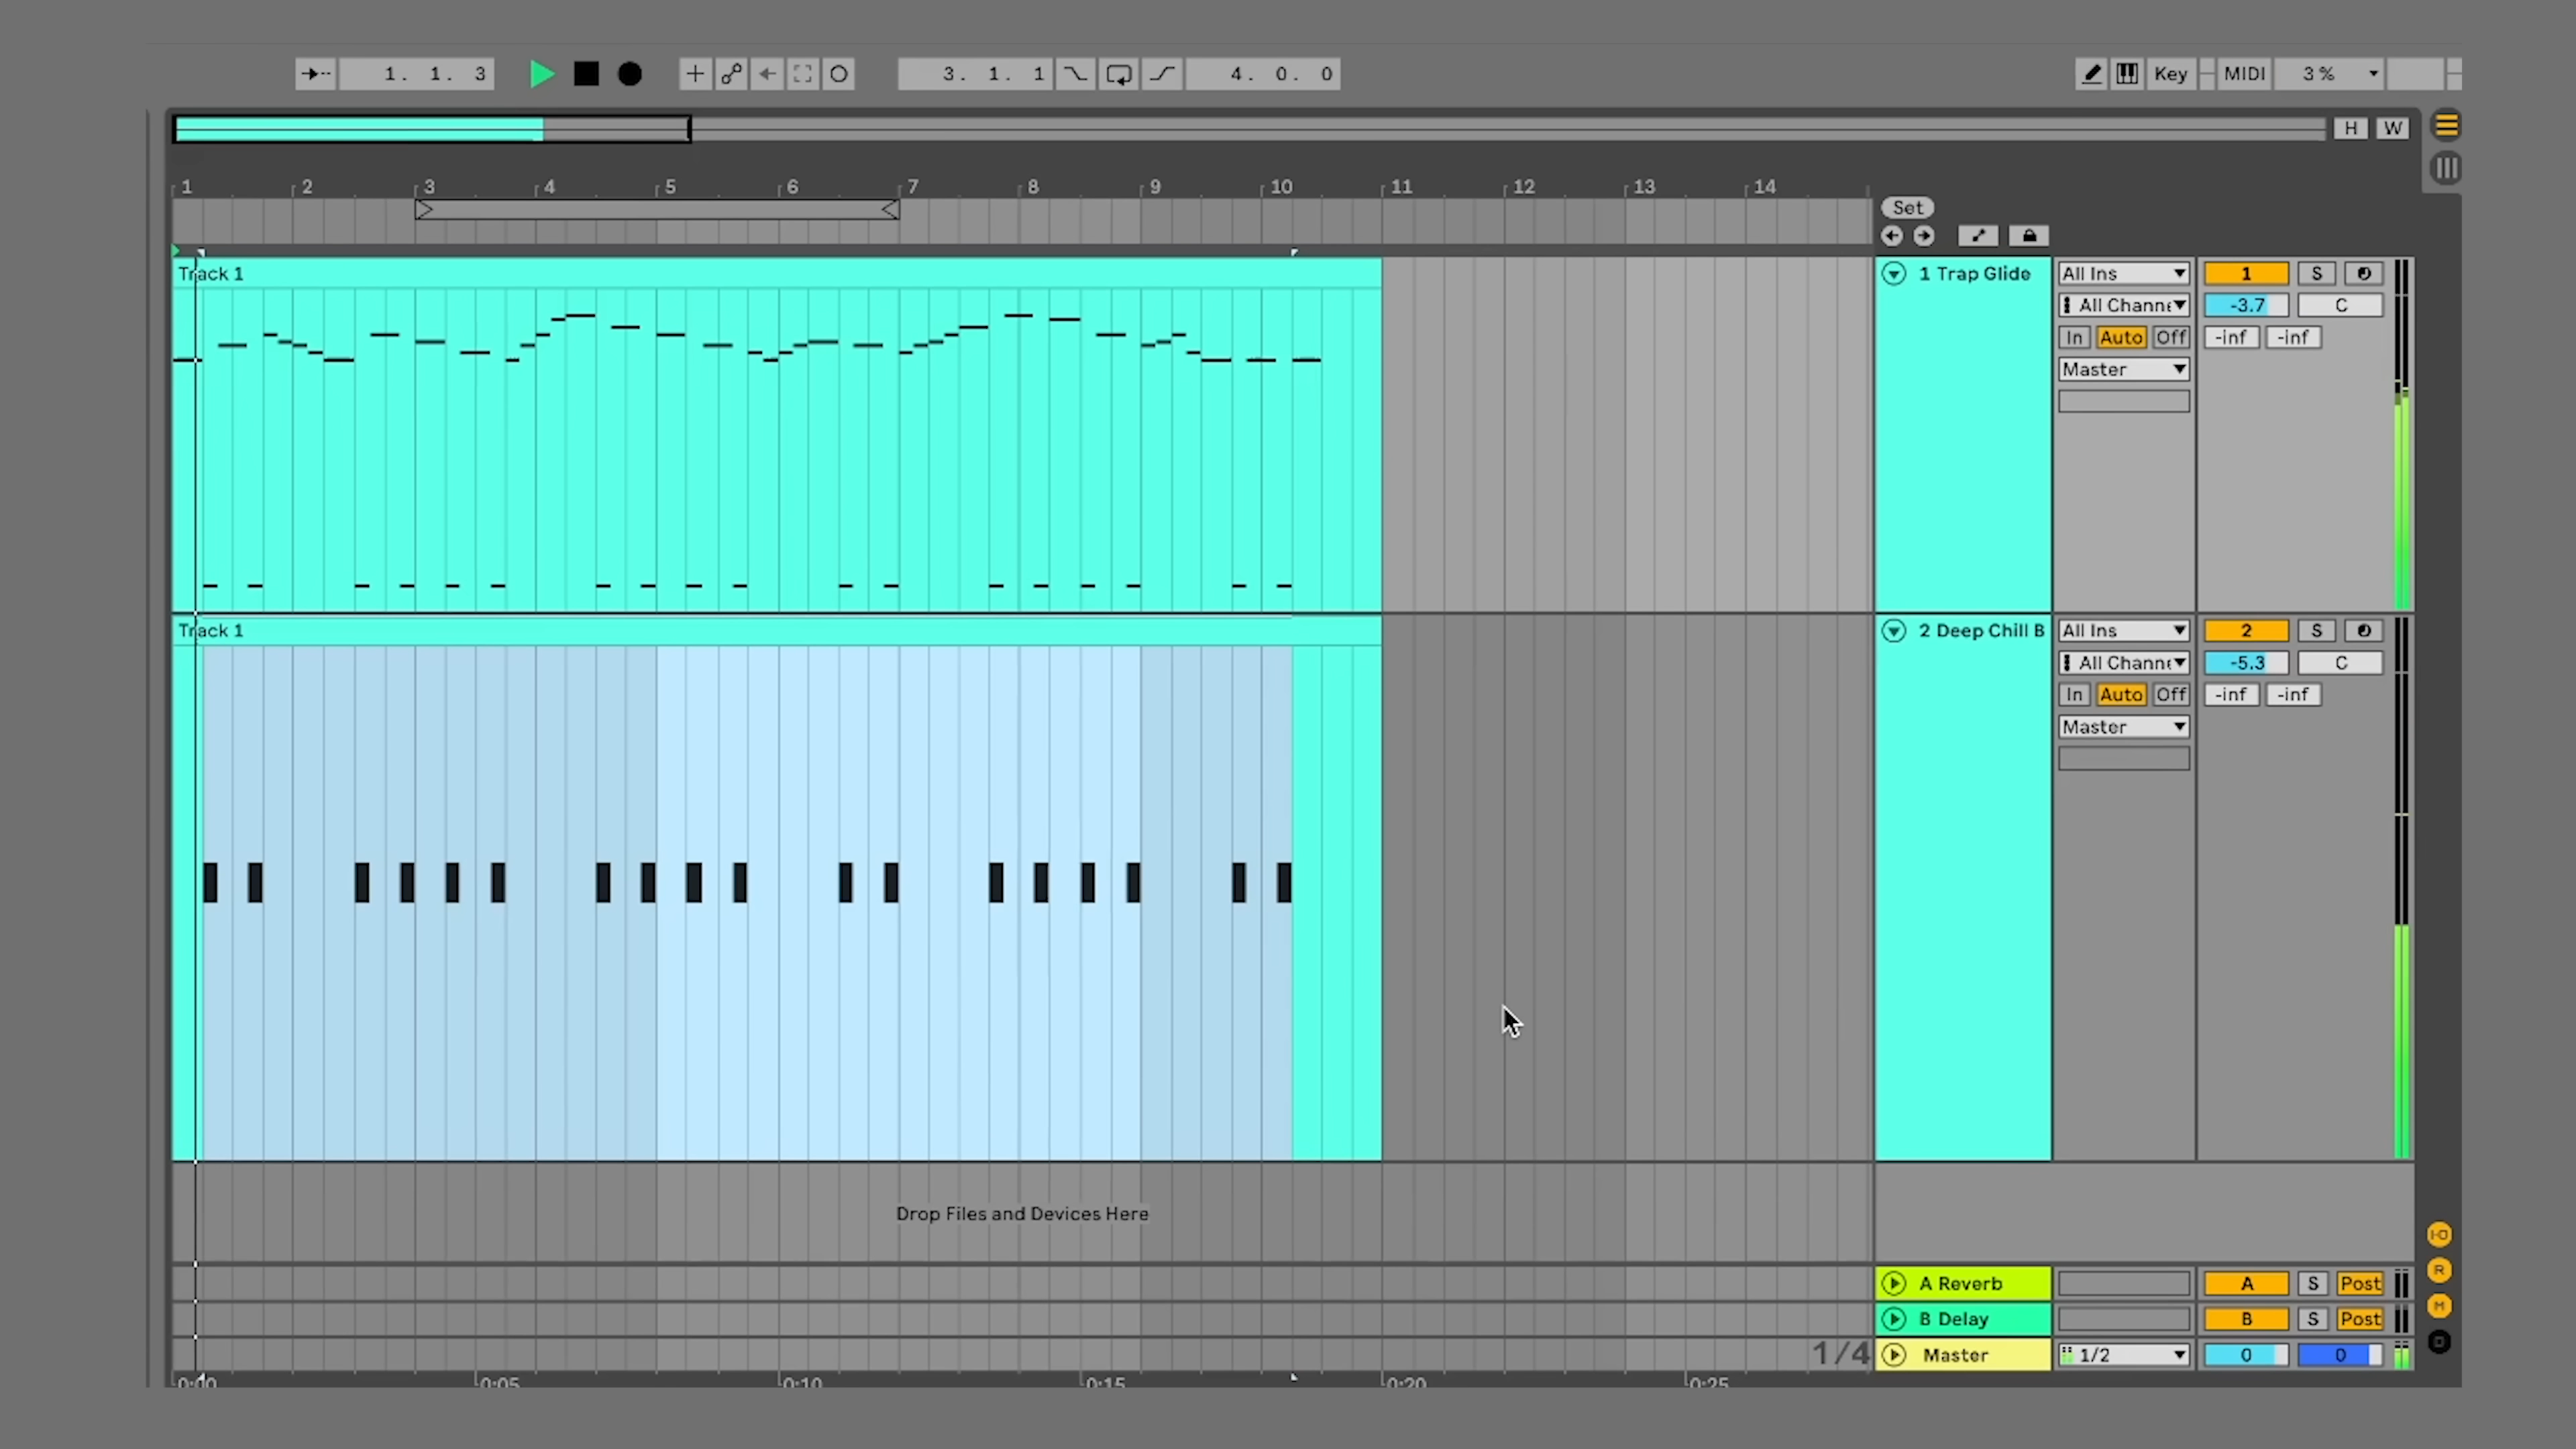 1. 1. 3
3. 1. 1
4. 0. 0
Key
MIDI
3 %
H W
1 2 3 4 5 6 7 8 9 10 11 12 13 14
Set
Track 1
1 Trap Glide
All Ins
1
S
All Channe
-3.7
C
In Auto Off
-inf -inf
Master
Track 1
2 Deep Chill B
All Ins
2
S
All Channe
-5.3
C
In Auto Off
-inf -inf
Master
Drop Files and Devices Here
I-O
R
M
D
A Reverb
A
S
Post
B Delay
B
S
Post
1/4
Master
1/2
0
0
0:00 0:05 0:10 0:15 0:20 0:25